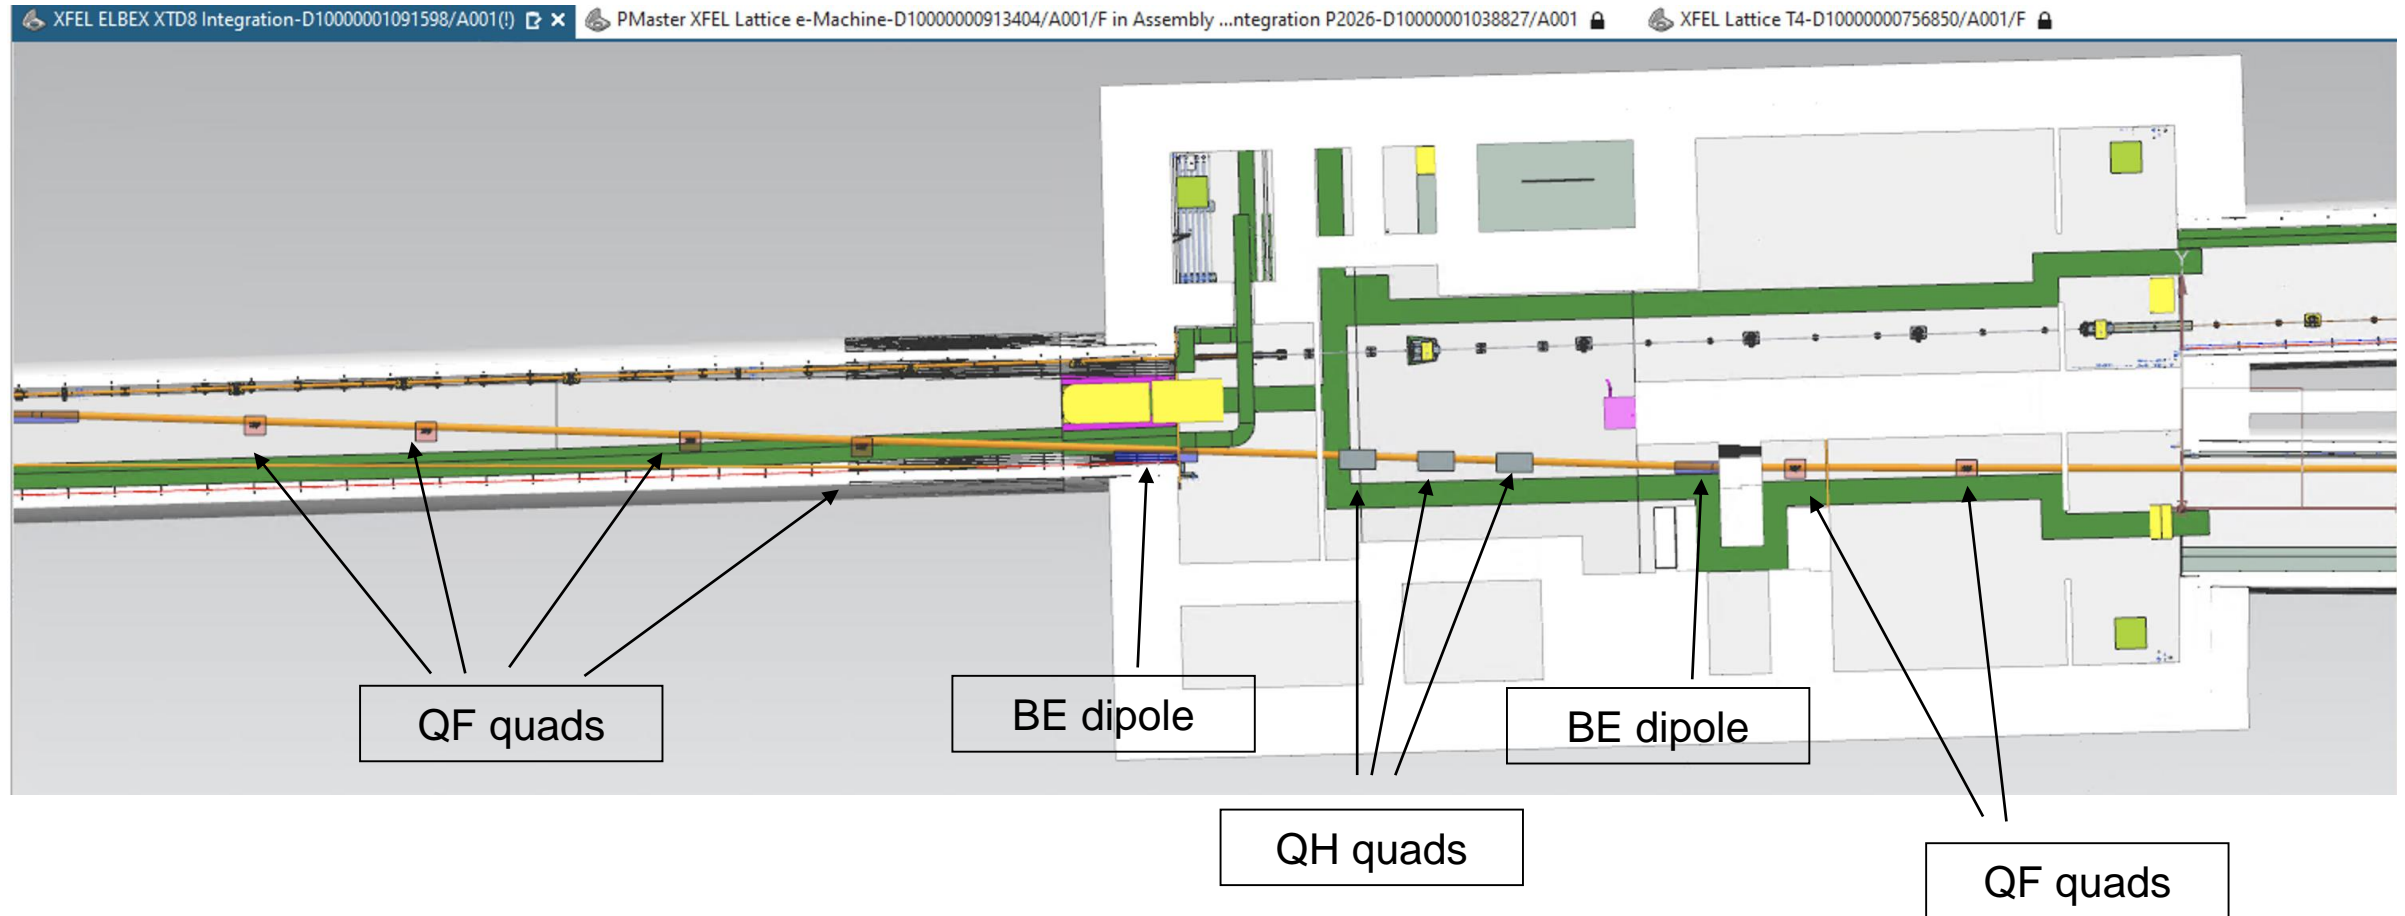 XFEL ELBEX XTD8 Integration-D10000001091598/A001(!)
PMaster XFEL Lattice e-Machine-D10000000913404/A001/F in Assembly ...ntegration P2026-D10000001038827/A001
XFEL Lattice T4-D10000000756850/A001/F
Y
QF quads
BE dipole
BE dipole
QH quads
QF quads